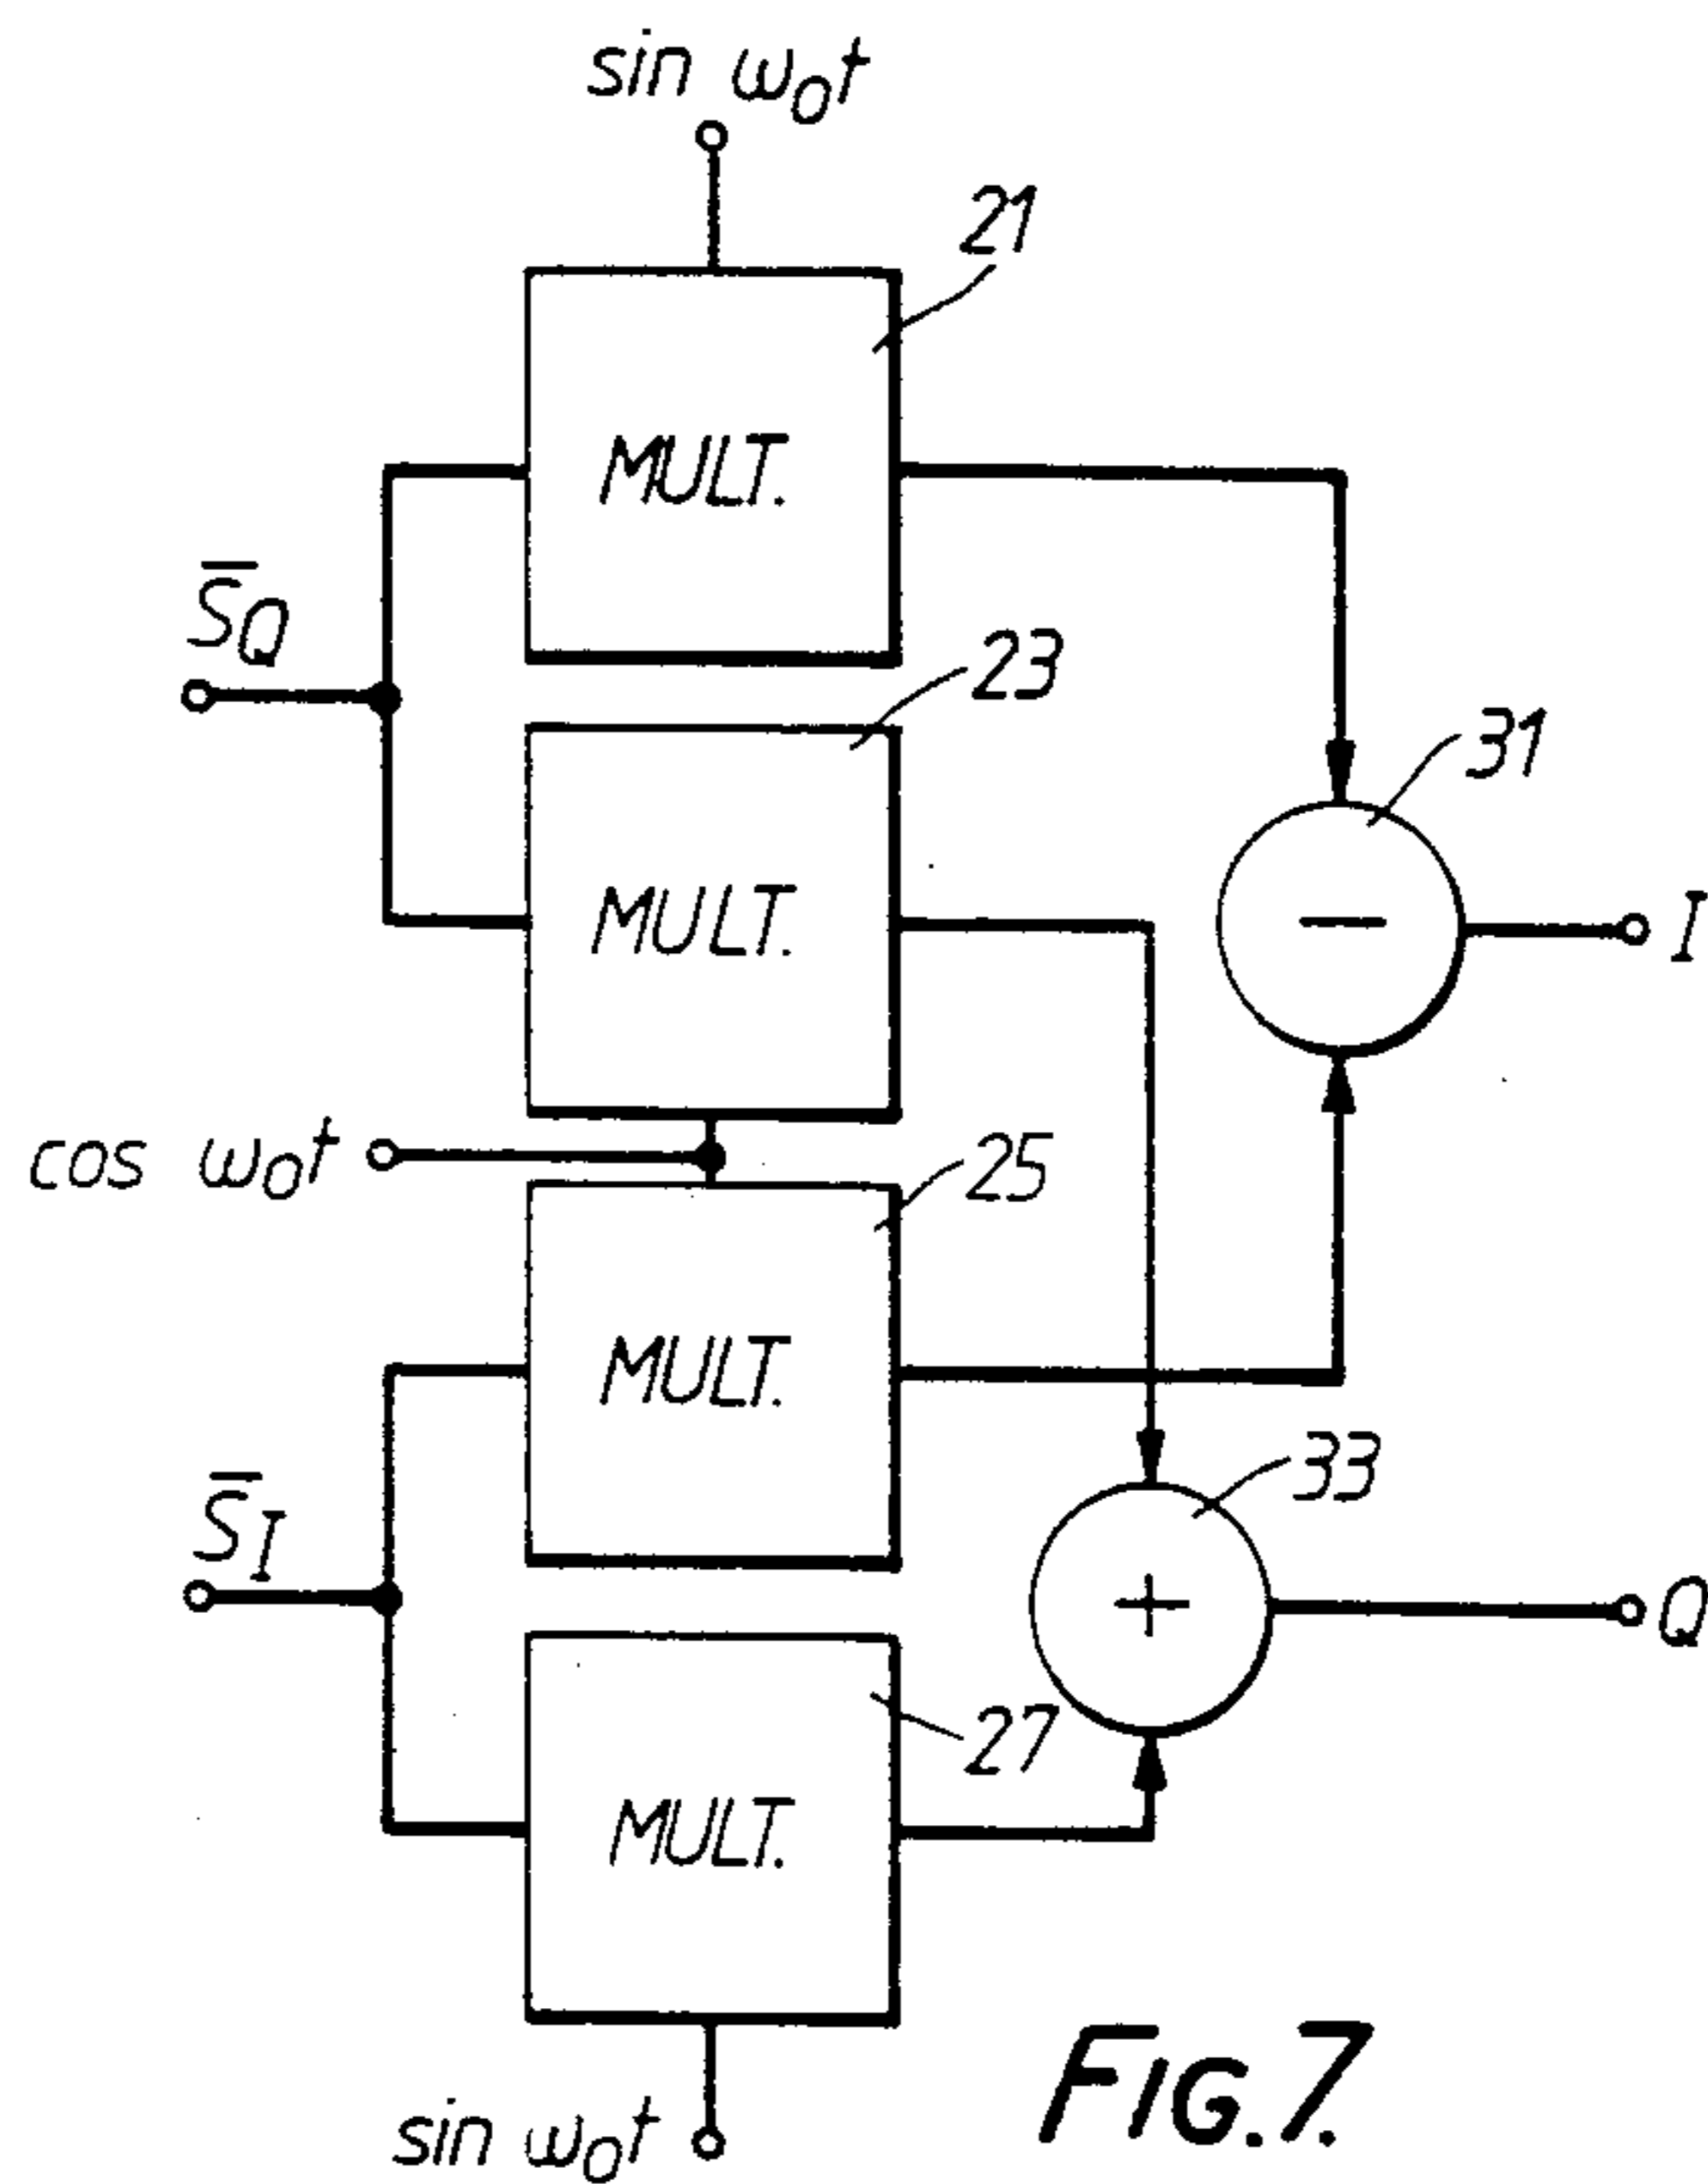 sin ω₀t
21
MULT.
S̅Q
23
31
MULT.
−
I
cos ω₀t
25
MULT.
33
S̅I
+
Q
27
MULT.
sin ω₀t
FIG.7.